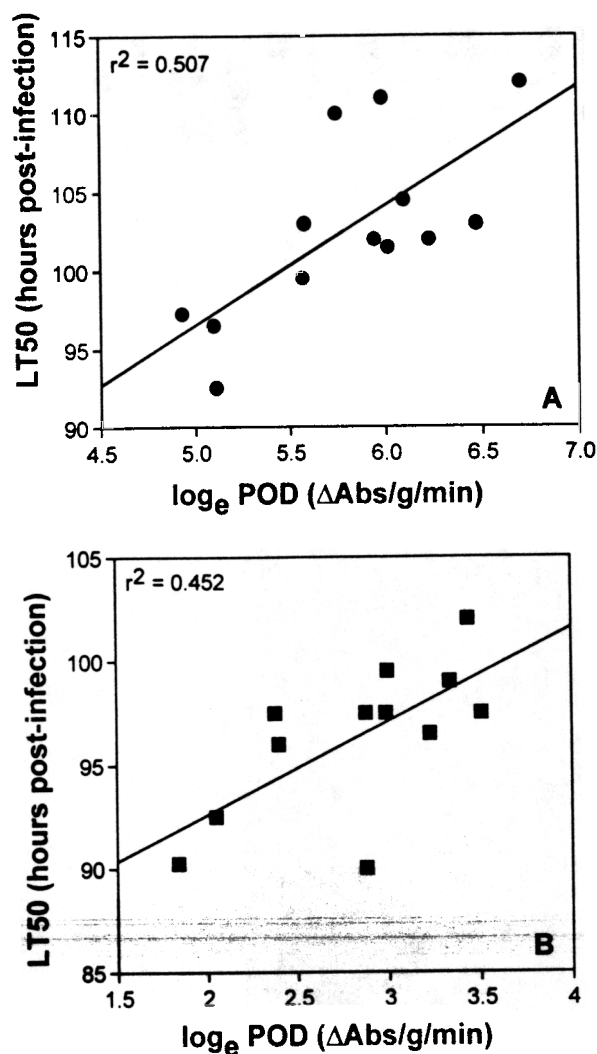 115
r² = 0.507
110
105
100
95
90
LT50 (hours post-infection)
A
4.5 5.0 5.5 6.0 6.5 7.0
logₑ POD (ΔAbs/g/min)
105
r² = 0.452
100
95
90
85
LT50 (hours post-infection)
B
1.5 2 2.5 3 3.5 4
logₑ POD (ΔAbs/g/min)